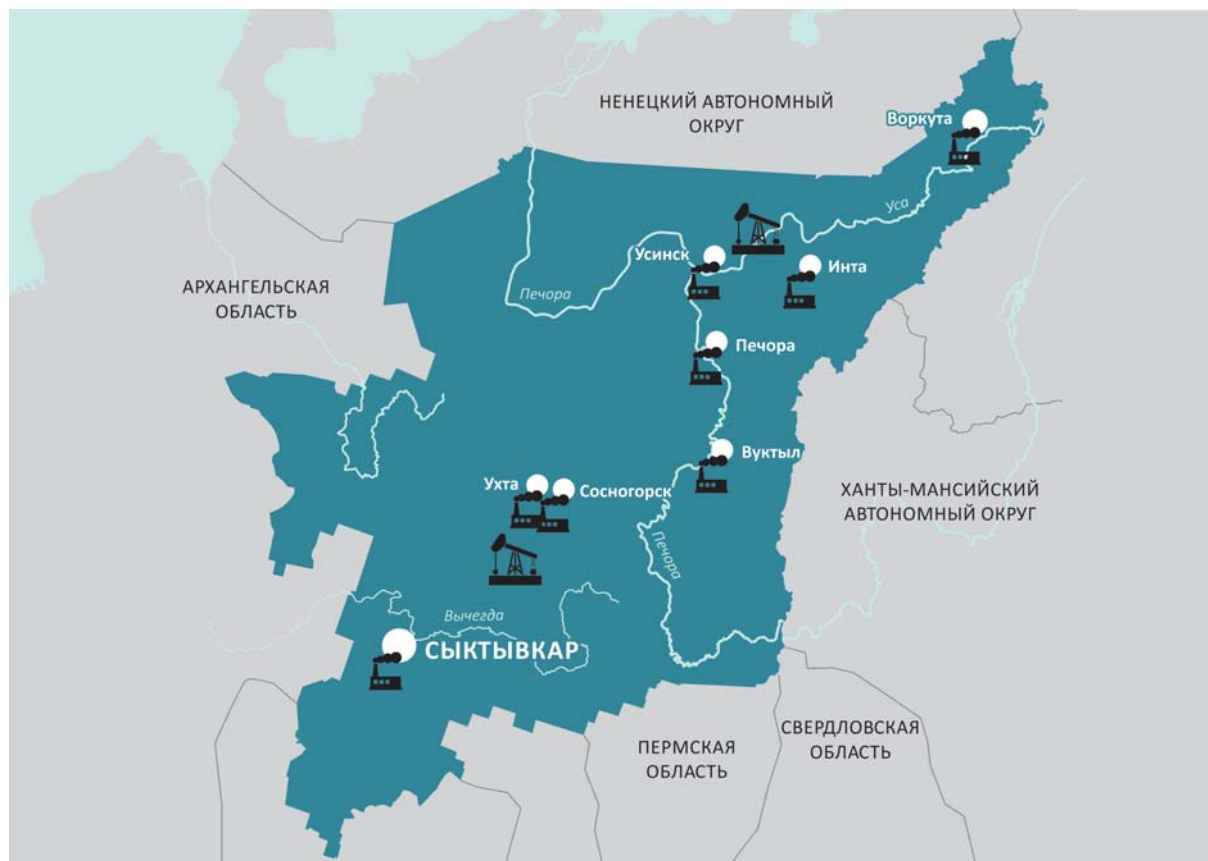 НЕНЕЦКИЙ АВТОНОМНЫЙ
ОКРУГ
Воркута
Уса
Усинск
Инта
АРХАНГЕЛЬСКАЯ
ОБЛАСТЬ
Печора
Печора
Вуктыл
Ухта
Сосногорск
ХАНТЫ-МАНСИЙСКИЙ
АВТОНОМНЫЙ ОКРУГ
Печора
Вычегда
СЫКТЫВКАР
СВЕРДЛОВСКАЯ
ОБЛАСТЬ
ПЕРМСКАЯ
ОБЛАСТЬ